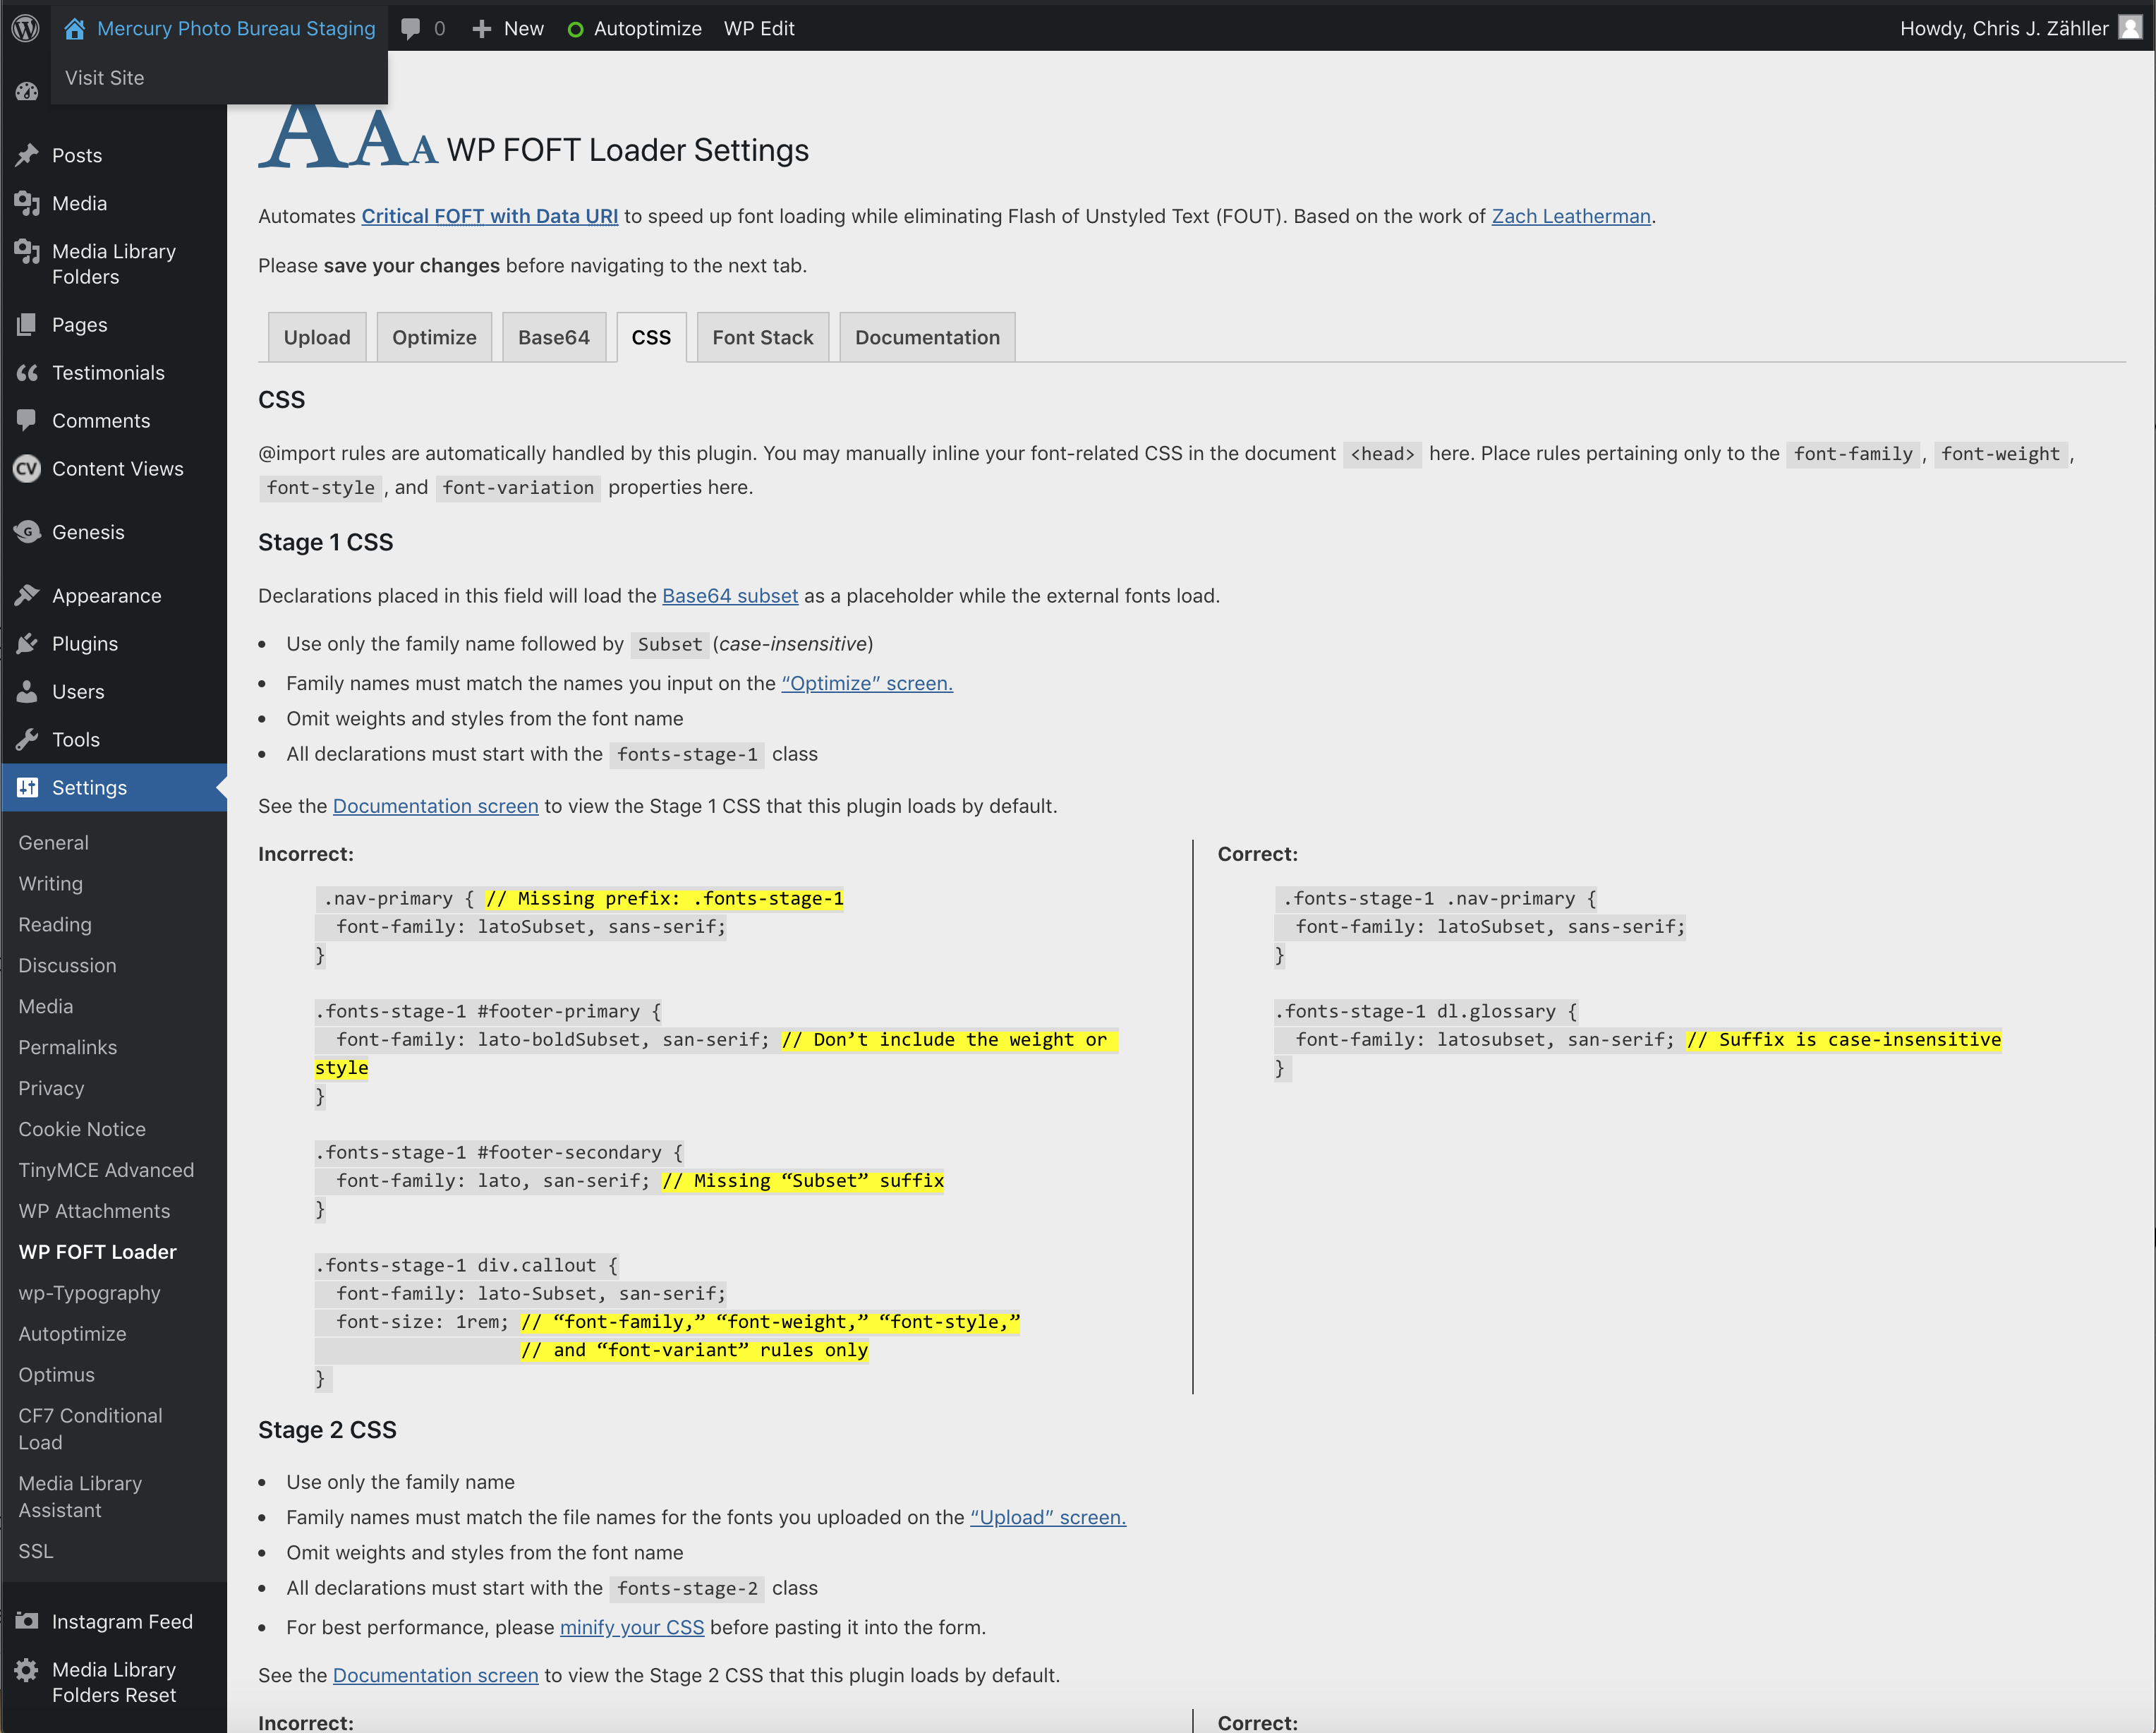 Mercury Photo Bureau Staging
0
New
Autoptimize
WP Edit
Howdy, Chris J. Zähller
Visit Site
Posts
Media
Media Library
Folders
Pages
Testimonials
Comments
CV Content Views
G Genesis
Appearance
Plugins
Users
Tools
Settings
General
Writing
Reading
Discussion
Media
Permalinks
Privacy
Cookie Notice
TinyMCE Advanced
WP Attachments
WP FOFT Loader
wp-Typography
Autoptimize
Optimus
CF7 Conditional
Load
Media Library
Assistant
SSL
Instagram Feed
Media Library
Folders Reset
AAA WP FOFT Loader Settings
Automates Critical FOFT with Data URI to speed up font loading while eliminating Flash of Unstyled Text (FOUT). Based on the work of Zach Leatherman.
Please save your changes before navigating to the next tab.
Upload
Optimize
Base64
CSS
Font Stack
Documentation
CSS
@import rules are automatically handled by this plugin. You may manually inline your font-related CSS in the document <head> here. Place rules pertaining only to the font-family, font-weight,
font-style, and font-variation properties here.
Stage 1 CSS
Declarations placed in this field will load the Base64 subset as a placeholder while the external fonts load.
• Use only the family name followed by Subset (case-insensitive)
• Family names must match the names you input on the “Optimize” screen.
• Omit weights and styles from the font name
• All declarations must start with the fonts-stage-1 class
See the Documentation screen to view the Stage 1 CSS that this plugin loads by default.
Incorrect:
.nav-primary { // Missing prefix: .fonts-stage-1
font-family: latoSubset, sans-serif;
}
.fonts-stage-1 #footer-primary {
font-family: lato-boldSubset, san-serif; // Don’t include the weight or
style
}
.fonts-stage-1 #footer-secondary {
font-family: lato, san-serif; // Missing “Subset” suffix
}
.fonts-stage-1 div.callout {
font-family: lato-Subset, san-serif;
font-size: 1rem; // “font-family,” “font-weight,” “font-style,”
// and “font-variant” rules only
}
Correct:
.fonts-stage-1 .nav-primary {
font-family: latoSubset, sans-serif;
}
.fonts-stage-1 dl.glossary {
font-family: latosubset, san-serif; // Suffix is case-insensitive
}
Stage 2 CSS
• Use only the family name
• Family names must match the file names for the fonts you uploaded on the “Upload” screen.
• Omit weights and styles from the font name
• All declarations must start with the fonts-stage-2 class
• For best performance, please minify your CSS before pasting it into the form.
See the Documentation screen to view the Stage 2 CSS that this plugin loads by default.
Incorrect:
Correct: